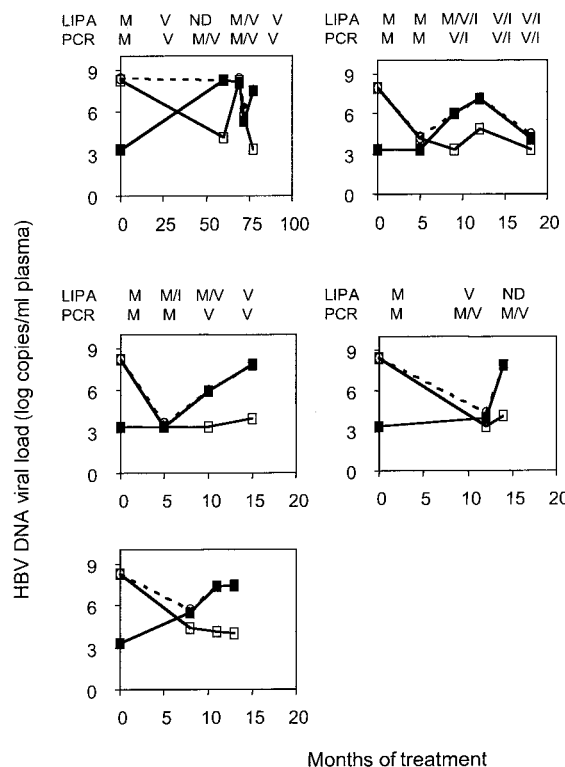 LIPA M V ND M/V V
PCR M V M/V M/V V
9
6
3
0
0 25 50 75 100
LIPA M M M/V/I V/I V/I
PCR M M V/I V/I V/I
9
6
3
0
0 5 10 15 20
LIPA M M/I M/V V
PCR M M V V
9
6
3
0
0 5 10 15 20
LIPA M V ND
PCR M M/V M/V
9
6
3
0
0 5 10 15 20
9
6
3
0
0 5 10 15 20
HBV DNA viral load (log copies/ml plasma)
Months of treatment